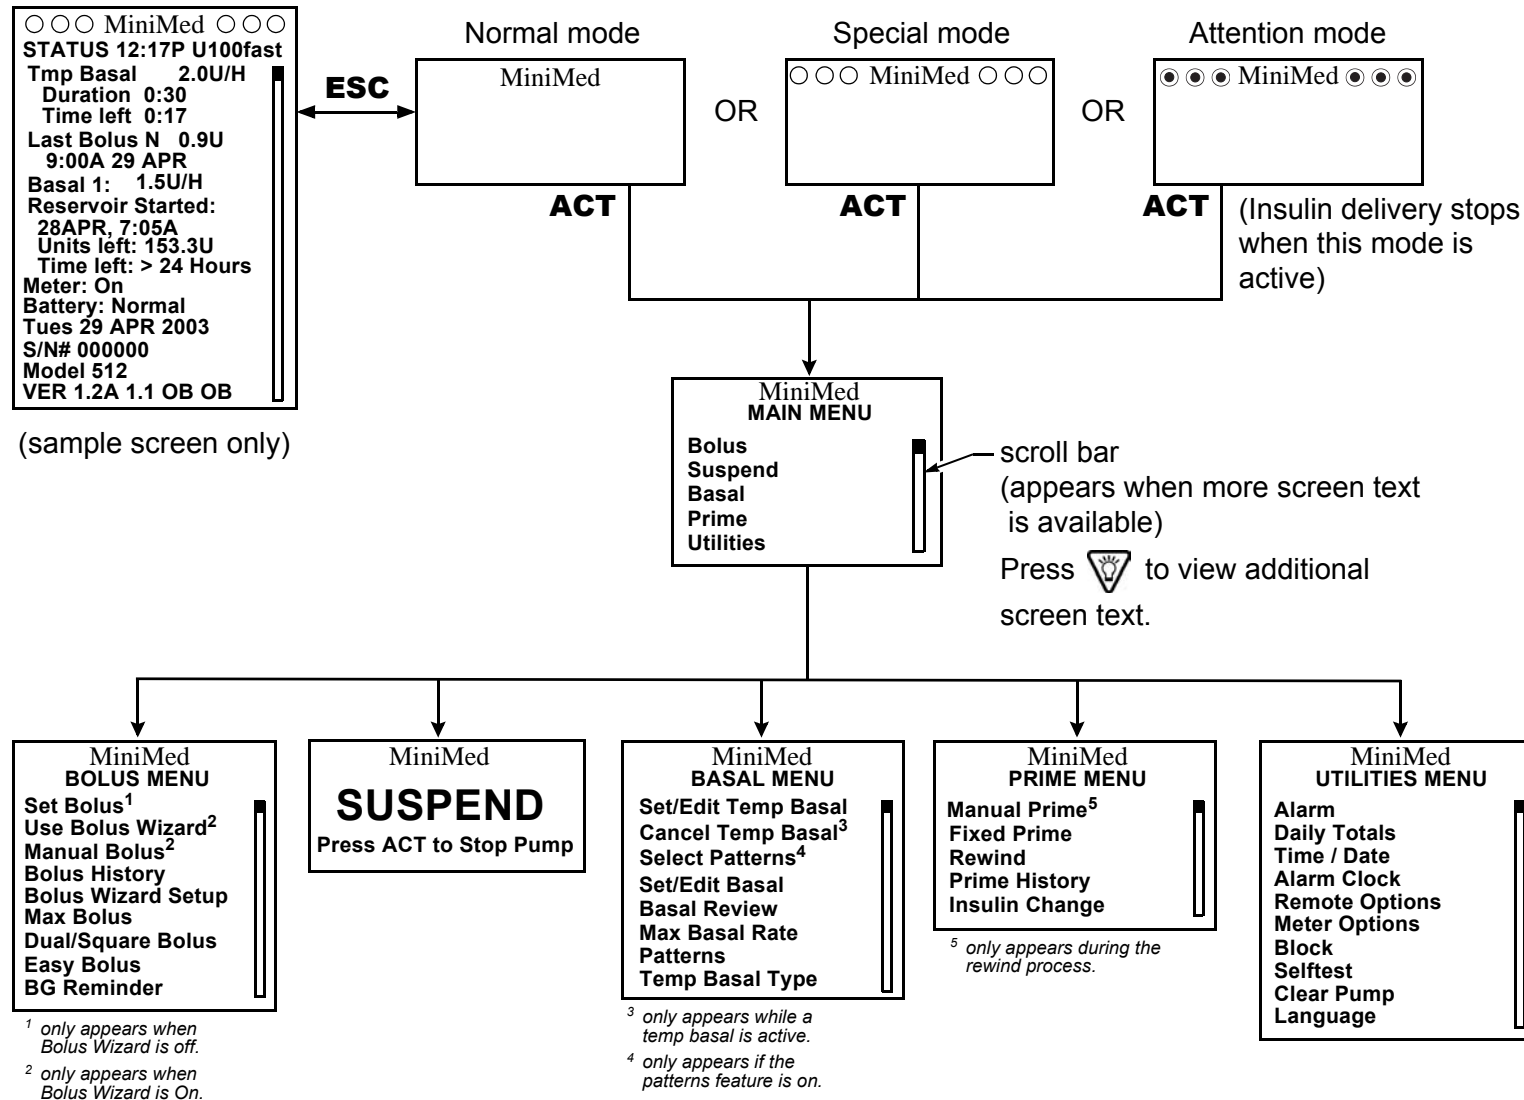 ○○○ MiniMed ○○○
STATUS 12:17P U100fast
Tmp Basal 2.0U/H
Duration 0:30
Time left 0:17
Last Bolus N 0.9U
9:00A 29 APR
Basal 1: 1.5U/H
Reservoir Started:
28APR, 7:05A
Units left: 153.3U
Time left: > 24 Hours
Meter: On
Battery: Normal
Tues 29 APR 2003
S/N# 000000
Model 512
VER 1.2A 1.1 OB OB
(sample screen only)
ESC
Normal mode
MiniMed
ACT
OR
Special mode
○○○ MiniMed ○○○
ACT
OR
Attention mode
◉◉◉ MiniMed ◉◉◉
ACT
(Insulin delivery stops
when this mode is
active)
MiniMed
MAIN MENU
Bolus
Suspend
Basal
Prime
Utilities
scroll bar
(appears when more screen text
is available)
Press to view additional
screen text.
MiniMed
BOLUS MENU
Set Bolus¹
Use Bolus Wizard²
Manual Bolus²
Bolus History
Bolus Wizard Setup
Max Bolus
Dual/Square Bolus
Easy Bolus
BG Reminder
¹ only appears when
Bolus Wizard is off.
² only appears when
Bolus Wizard is On.
MiniMed
SUSPEND
Press ACT to Stop Pump
MiniMed
BASAL MENU
Set/Edit Temp Basal
Cancel Temp Basal³
Select Patterns⁴
Set/Edit Basal
Basal Review
Max Basal Rate
Patterns
Temp Basal Type
³ only appears while a
temp basal is active.
⁴ only appears if the
patterns feature is on.
MiniMed
PRIME MENU
Manual Prime⁵
Fixed Prime
Rewind
Prime History
Insulin Change
⁵ only appears during the
rewind process.
MiniMed
UTILITIES MENU
Alarm
Daily Totals
Time / Date
Alarm Clock
Remote Options
Meter Options
Block
Selftest
Clear Pump
Language